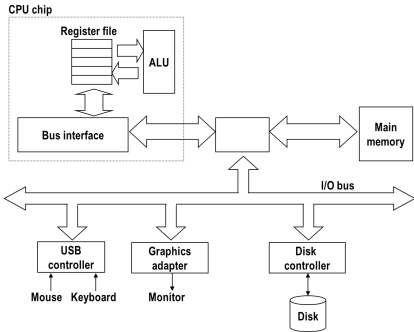 CPU chip
Register file
ALU
Bus interface
Main
memory
I/O bus
USB
controller
Graphics
adapter
Disk
controller
Mouse Keyboard
Monitor
Disk